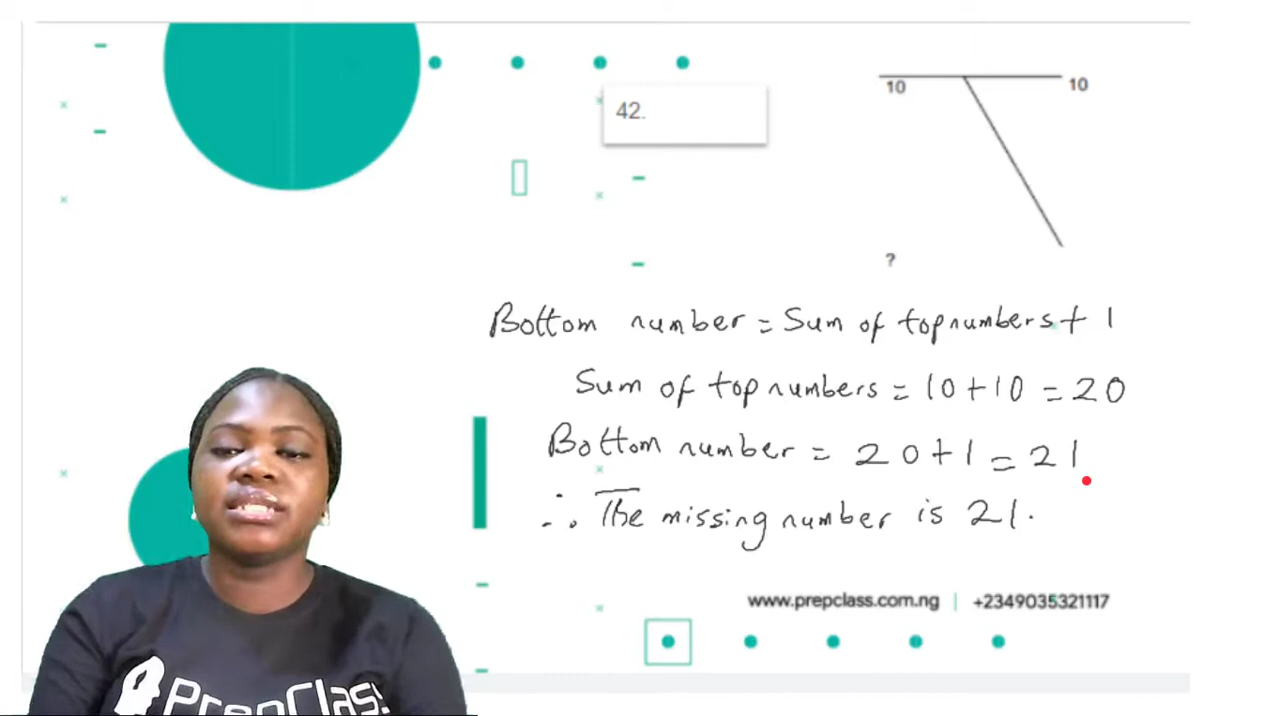 10
10
42.
?
Bottom number = Sum of top numbers + 1
Sum of top numbers = 10 + 10 = 20
Bottom number = 20 + 1 = 21
∴ The missing number is 21.
www.prepclass.com.ng | +2349035321117
PrepClass